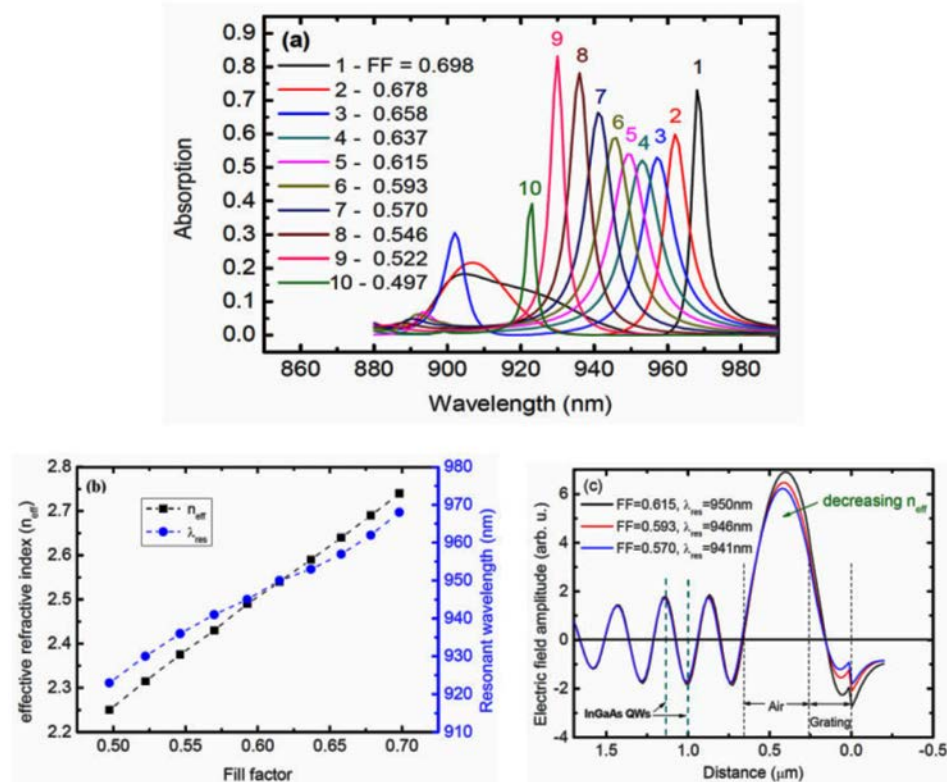 (a)
1 - FF = 0.698
2 - 0.678
3 - 0.658
4 - 0.637
5 - 0.615
6 - 0.593
7 - 0.570
8 - 0.546
9 - 0.522
10 - 0.497
9
8
1
7
6
2
5
4
3
10
Absorption
0.9
0.8
0.7
0.6
0.5
0.4
0.3
0.2
0.1
0.0
860 880 900 920 940 960 980
Wavelength (nm)
(b)
n_eff
λ_res
effective refractive index (n_eff)
2.8
2.7
2.6
2.5
2.4
2.3
2.2
0.50 0.55 0.60 0.65 0.70
Fill factor
980
970
960
950
940
930
920
910
Resonant wavelength (nm)
(c)
FF=0.615, λ_res=950nm
FF=0.593, λ_res=946nm
FF=0.570, λ_res=941nm
decreasing n_eff
Electric field amplitude (arb. u.)
6
4
2
0
-2
-4
InGaAs QWs
Air
Grating
1.5 1.0 0.5 0.0 -0.5
Distance (μm)